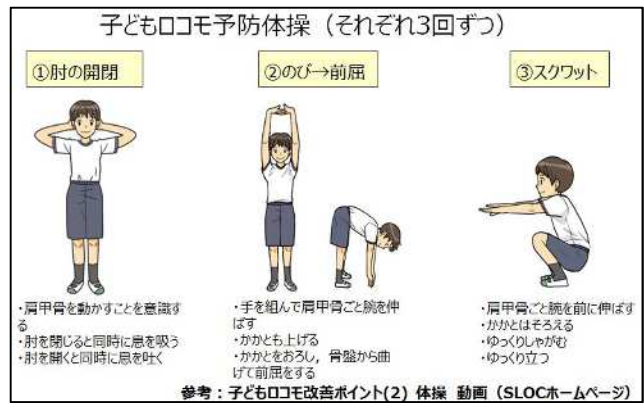 子どもロコモ予防体操（それぞれ3回ずつ）
①肘の開閉
・肩甲骨を動かすことを意識す
る
・肘を閉じると同時に息を吸う
・肘を開くと同時に息を吐く
②のび→前屈
・手を組んで肩甲骨ごと腕を伸
ばす
・かかとも上げる
・かかとをおろし，骨盤から曲
げて前屈をする
③スクワット
・肩甲骨ごと腕を前に伸ばす
・かかとはそろえる
・ゆっくりしゃがむ
・ゆっくり立つ
参考：子どもロコモ改善ポイント(2) 体操 動画（SLOCホームページ）